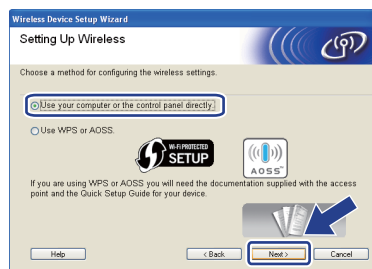 Wireless Device Setup Wizard
Setting Up Wireless
Choose a method for configuring the wireless settings.
Use your computer or the control panel directly.
Use WPS or AOSS.
Wi-Fi PROTECTED
SETUP
AOSS™
If you are using WPS or AOSS you will need the documentation supplied with the access
point and the Quick Setup Guide for your device.
Help
< Back
Next >
Cancel